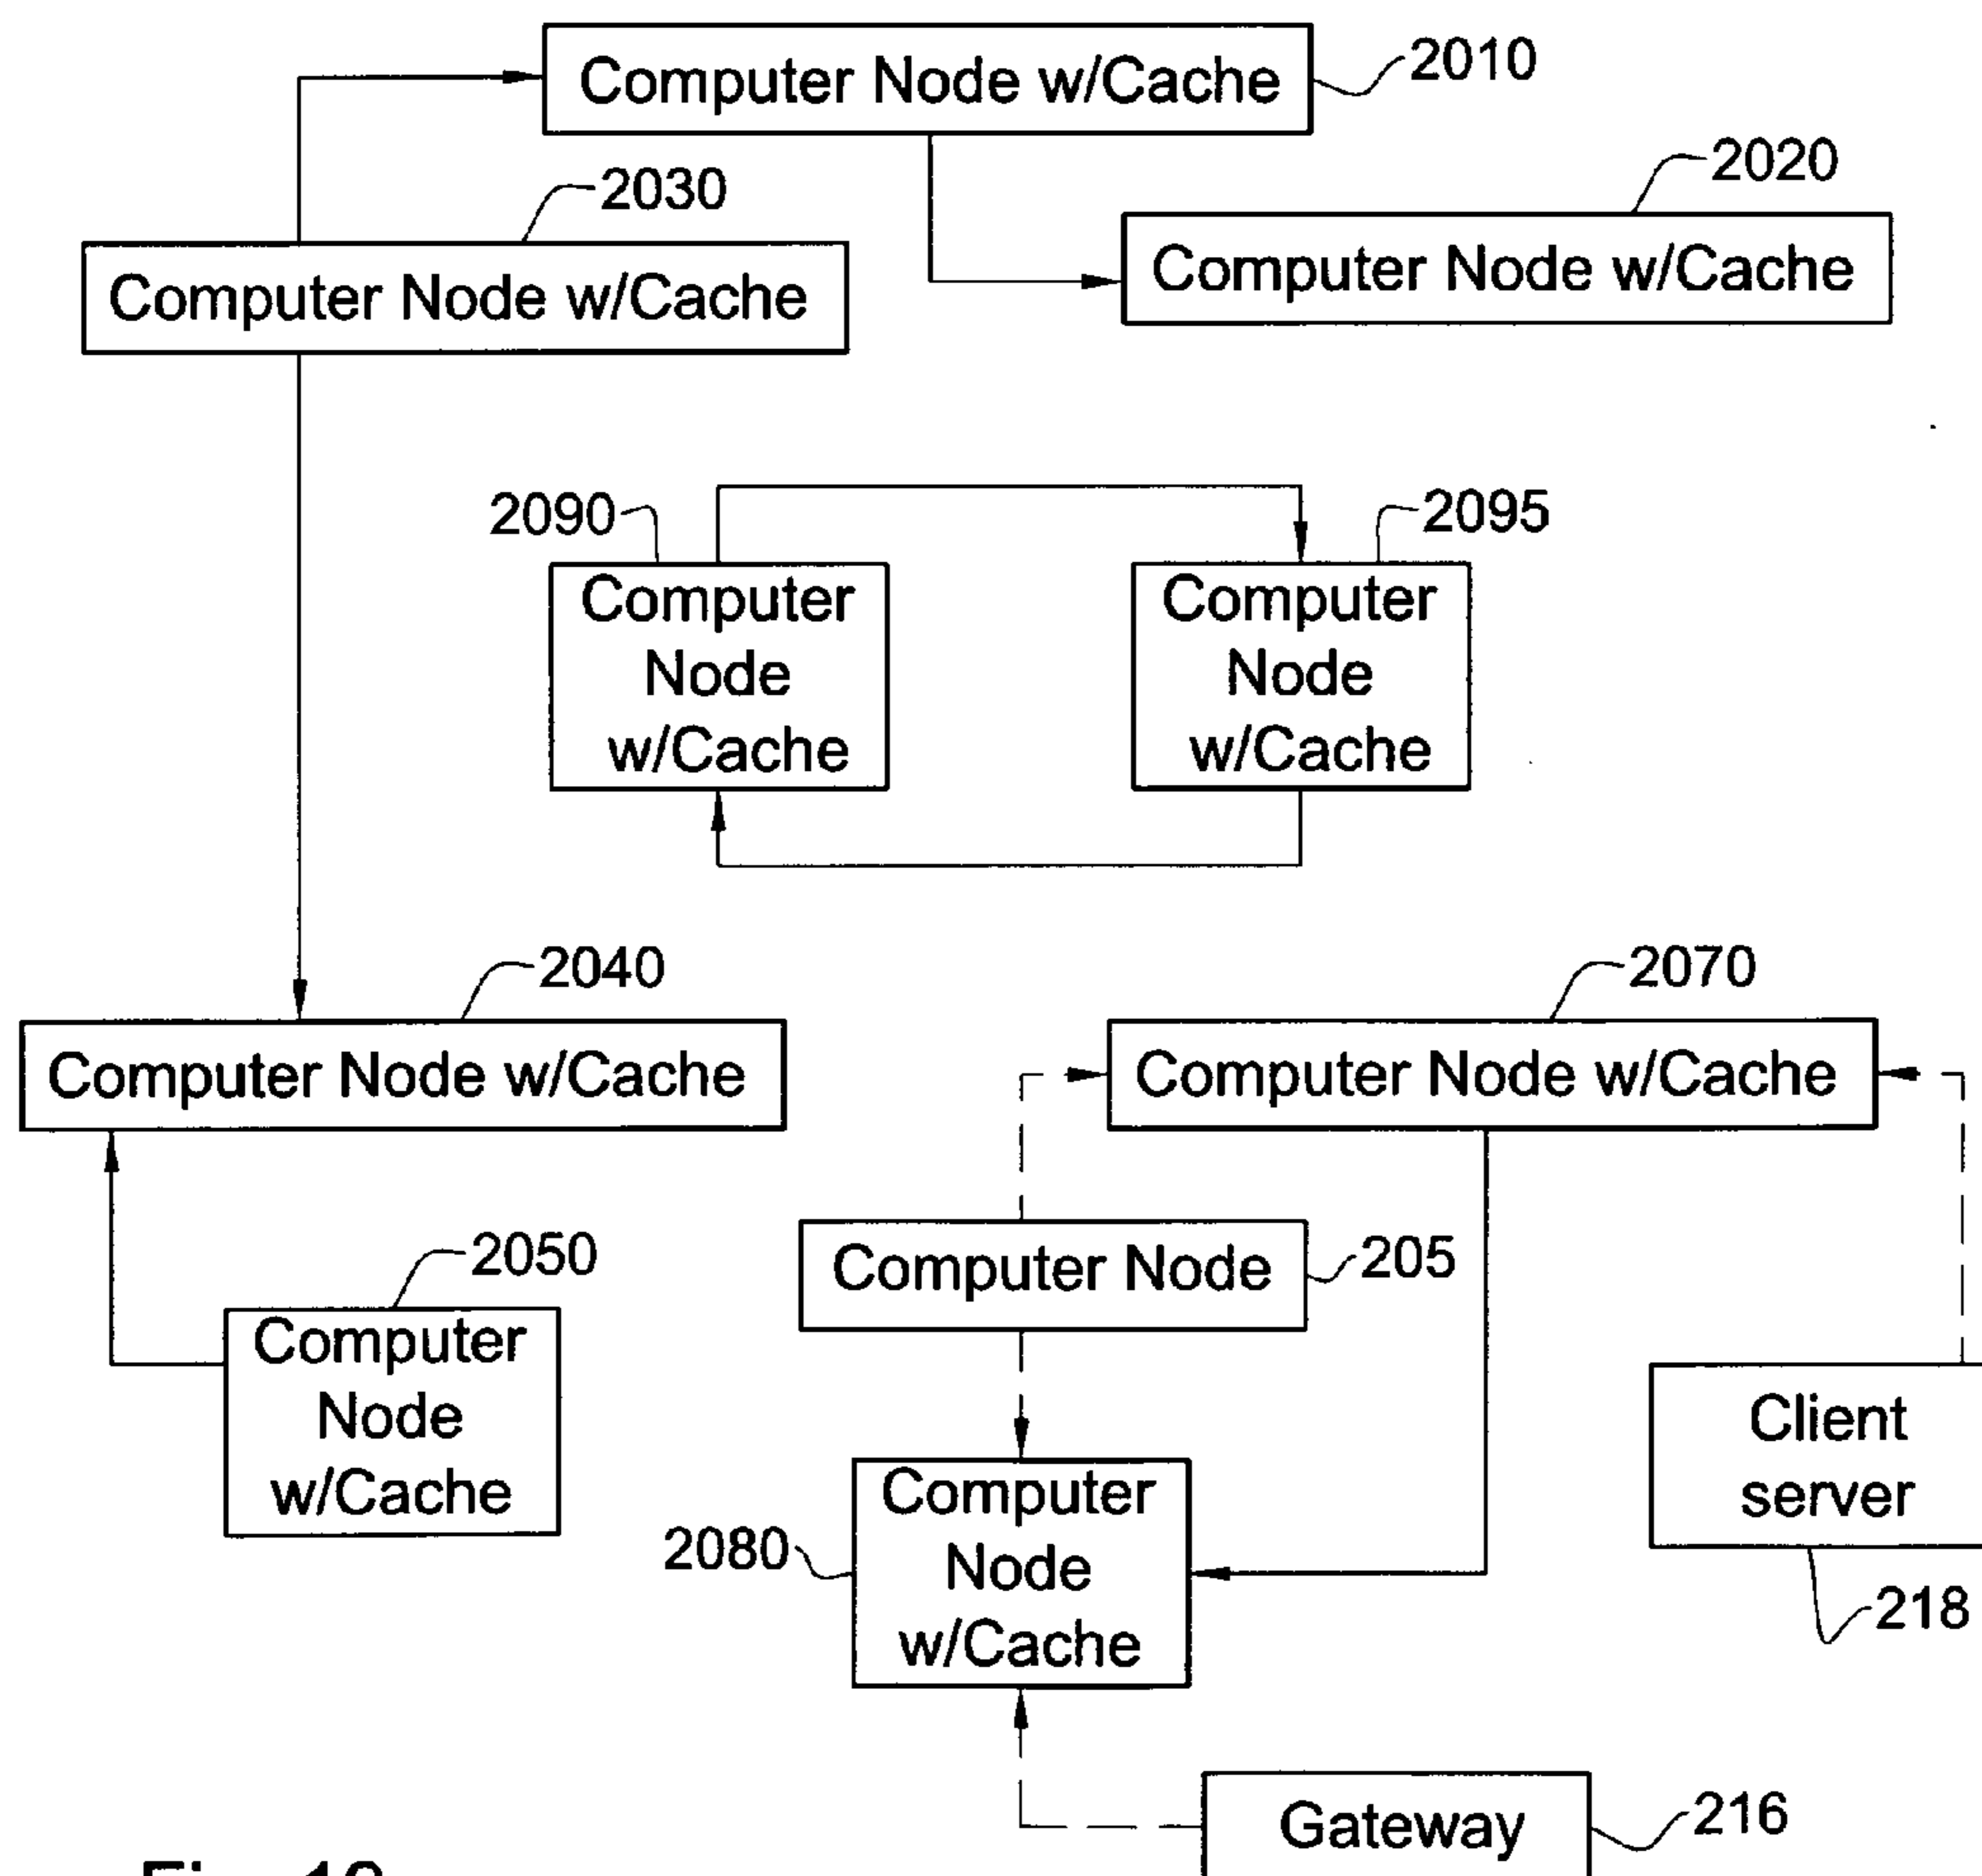 Computer Node w/Cache
2010
2020
2030
Computer Node w/Cache
Computer Node w/Cache
2090
2095
Computer
Node
w/Cache
Computer
Node
w/Cache
2040
2070
Computer Node w/Cache
Computer Node w/Cache
2050
Computer Node
205
Computer
Node
w/Cache
Client
server
218
2080
Computer
Node
w/Cache
Gateway
216